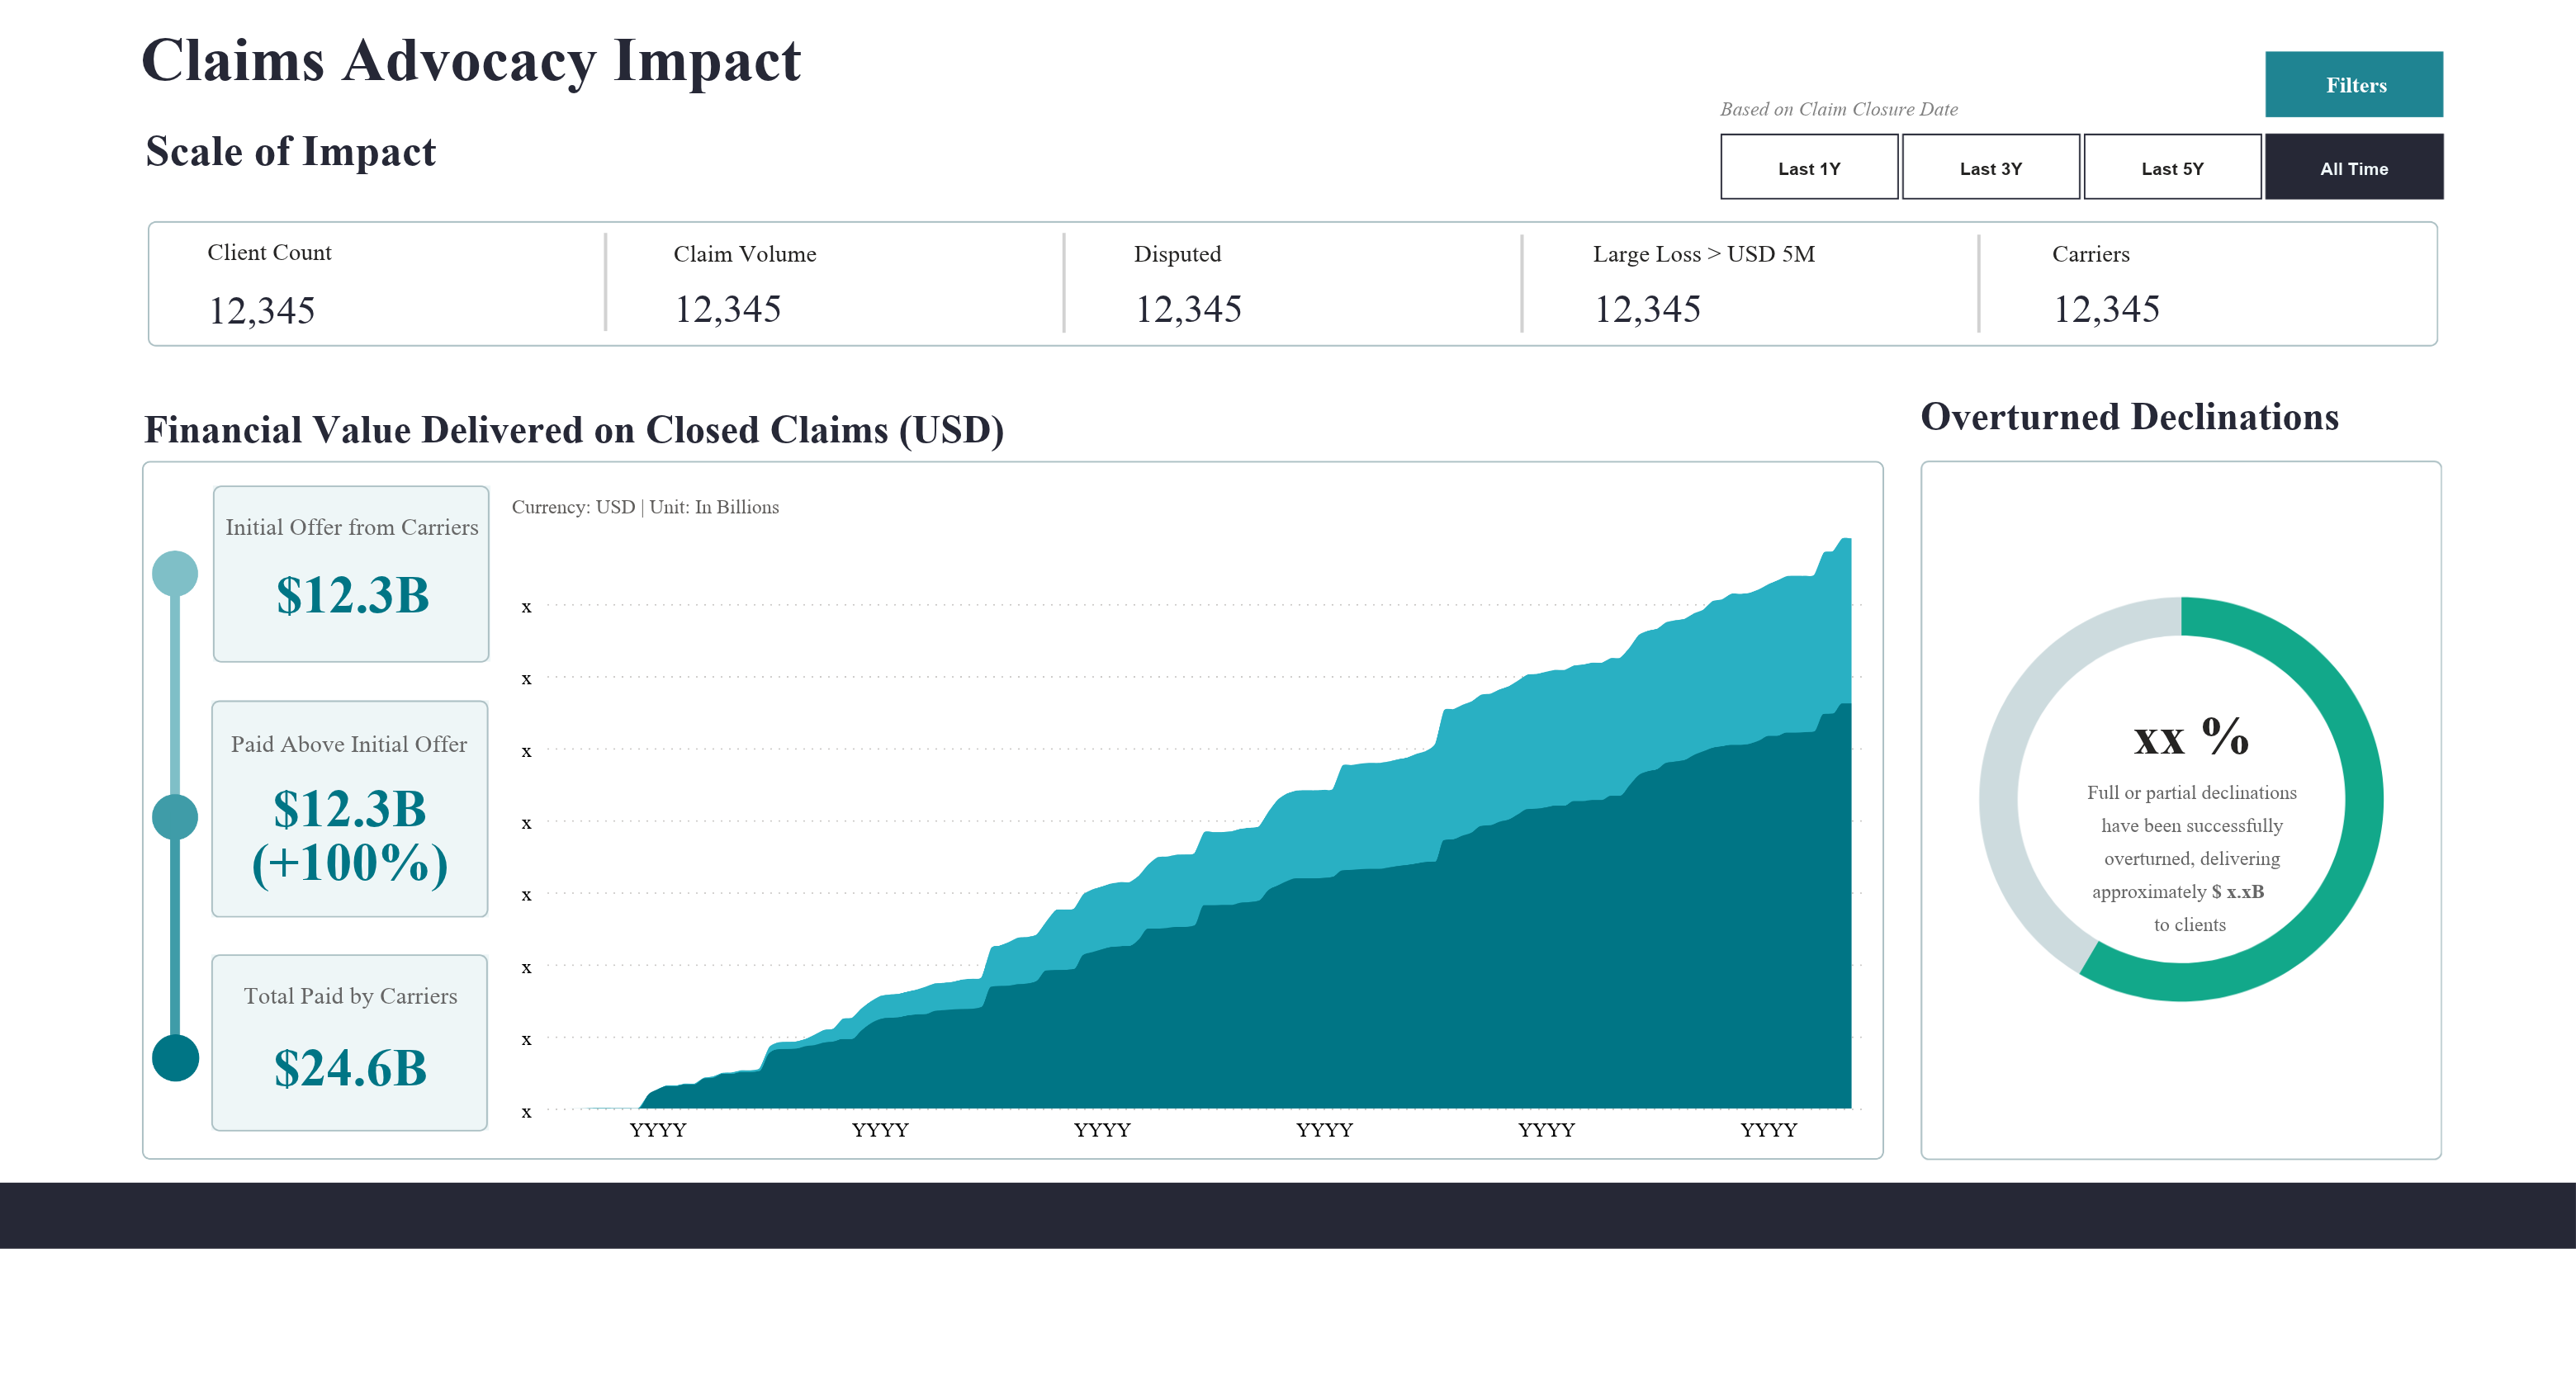 Claims Advocacy Impact
Filters
Based on Claim Closure Date
Scale of Impact
Last 1Y
Last 3Y
Last 5Y
All Time
Client Count
12,345
Claim Volume
12,345
Disputed
12,345
Large Loss > USD 5M
12,345
Carriers
12,345
Financial Value Delivered on Closed Claims (USD)
Initial Offer from Carriers
$12.3B
Paid Above Initial Offer
$12.3B
(+100%)
Total Paid by Carriers
$24.6B
Currency: USD | Unit: In Billions
x
x
x
x
x
x
x
x
YYYY
YYYY
YYYY
YYYY
YYYY
YYYY
Overturned Declinations
xx %
Full or partial declinations
have been successfully
overturned, delivering
approximately $ x.xB
to clients